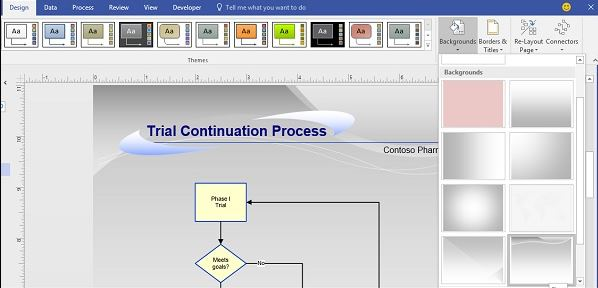 Design Data Process Review View Developer Tell me what you want to do
Aa Aa Aa Aa Aa Aa Aa Aa Aa Aa Aa
Backgrounds Borders & Titles Re-Layout Page Connectors
Themes
Backgrounds
Trial Continuation Process
Contoso Pharm
Phase I
Trial
Meets
goals?
No